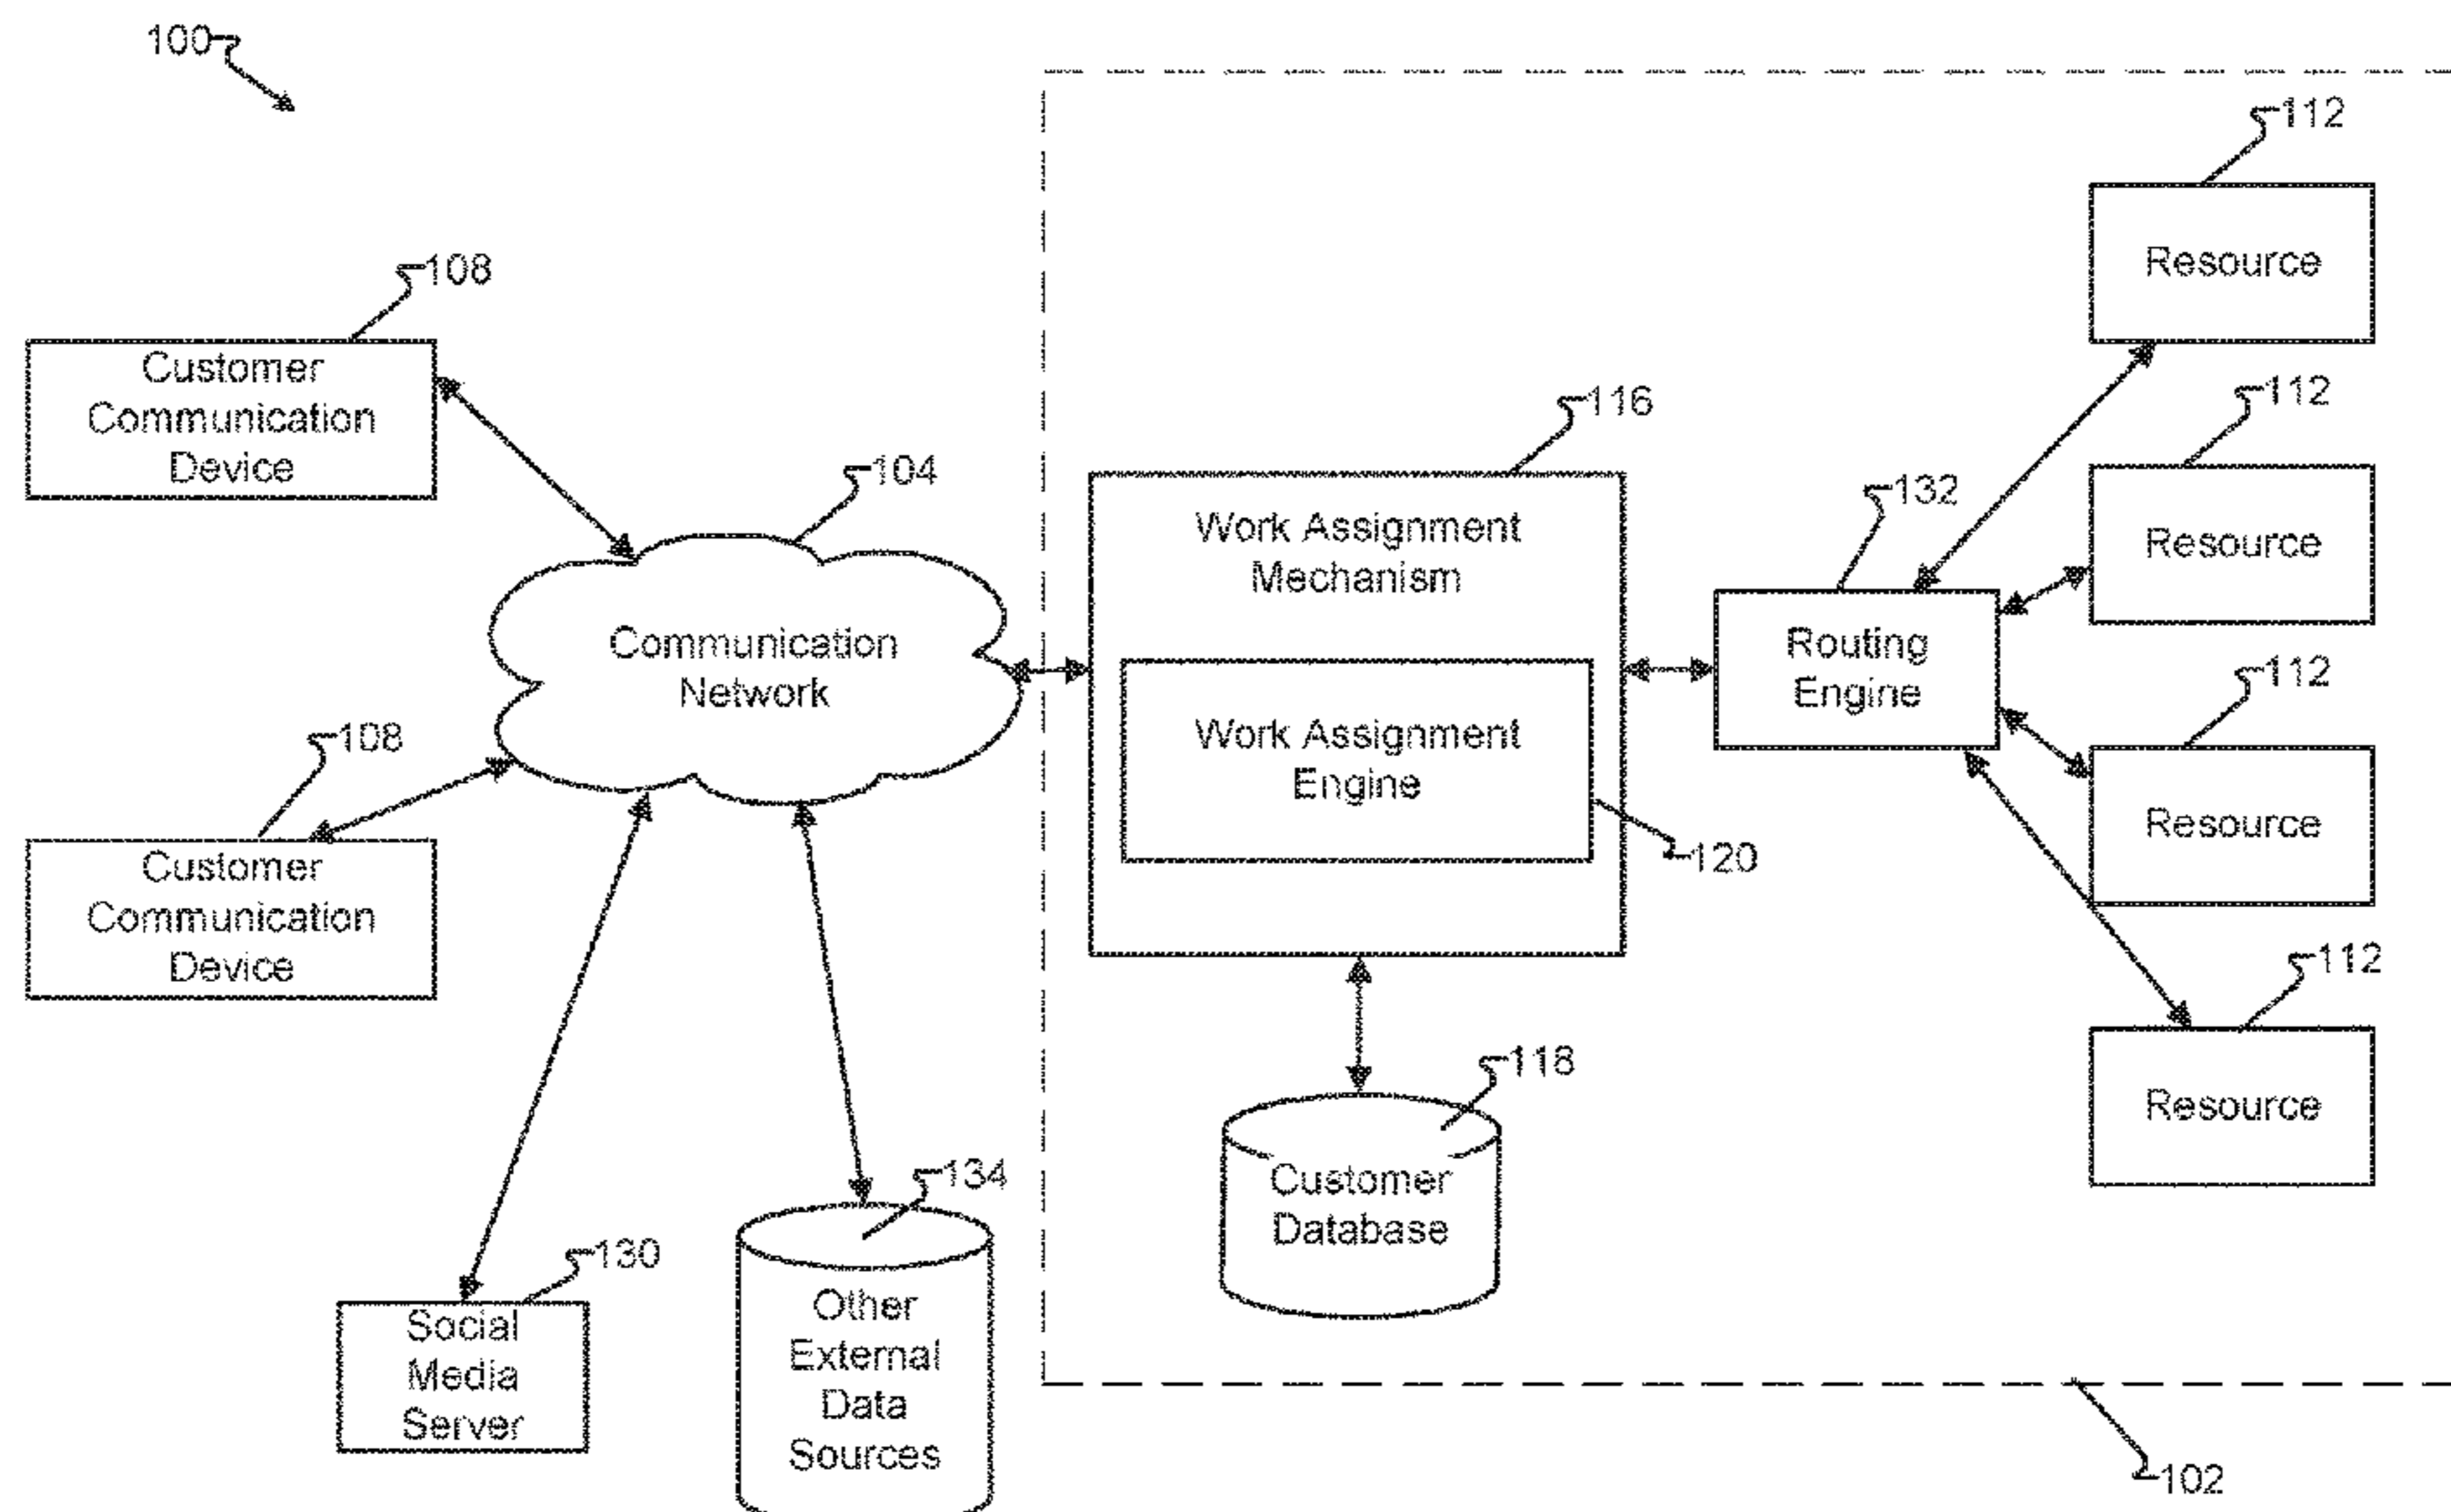 100
112
Resource
108
Customer
Communication
Device
112
Resource
116
104
132
Work Assignment
Mechanism
Communication
Network
Routing
Engine
112
Resource
Work Assignment
Engine
120
108
Customer
Communication
Device
112
Resource
118
Customer
Database
134
Other
External
Data
Sources
130
Social
Media
Server
102